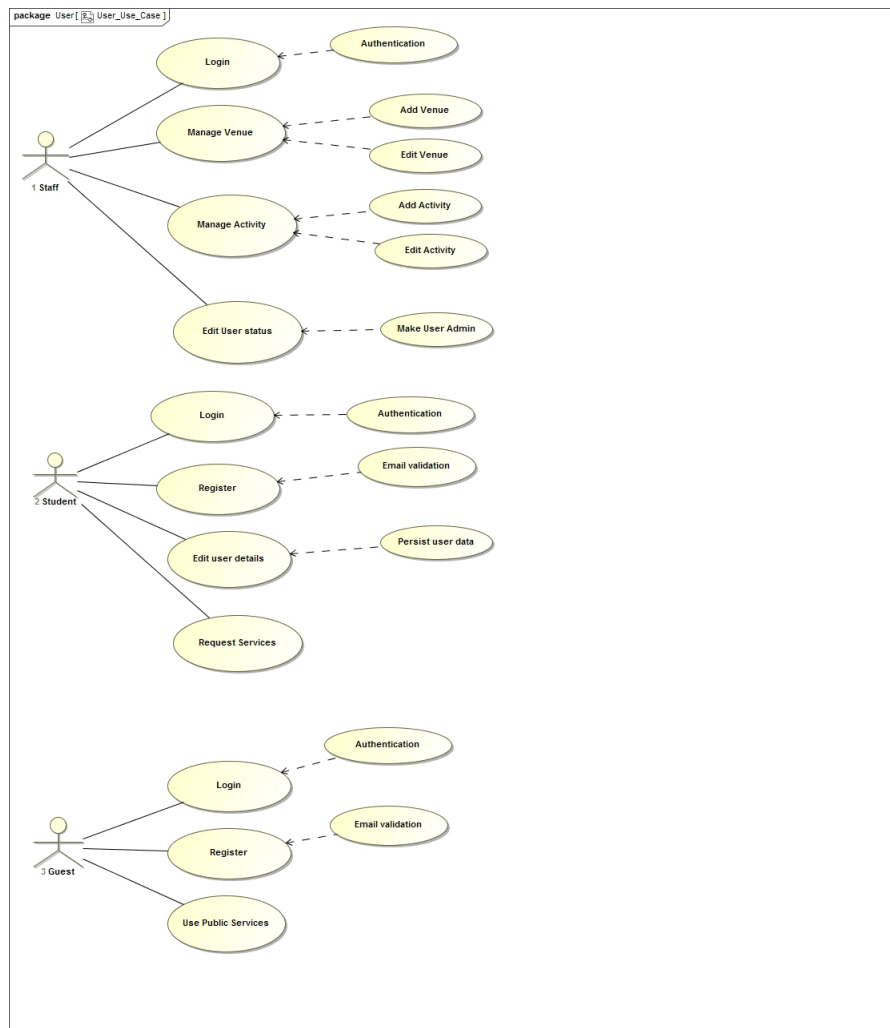 package User[ User_Use_Case ]
Authentication
Login
Add Venue
Manage Venue
Edit Venue
1 Staff
Add Activity
Manage Activity
Edit Activity
Edit User status
Make User Admin
Login
Authentication
Email validation
Register
2 Student
Persist user data
Edit user details
Request Services
Authentication
Login
Email validation
Register
3 Guest
Use Public Services